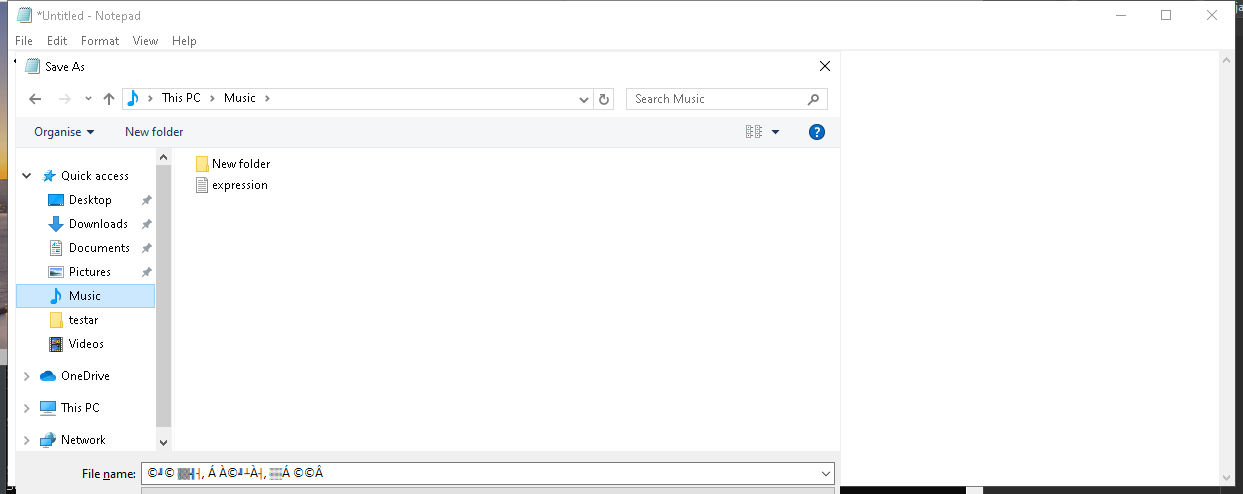 *Untitled - Notepad
File Edit Format View Help
Save As
This PC Music
Search Music
Organise
New folder
New folder
expression
Quick access
Desktop
Downloads
Documents
Pictures
Music
testar
Videos
OneDrive
This PC
Network
File name:
©╝© ▓▓╣┤, Á À©╝┴À┤, ▒▒Á ©©Â